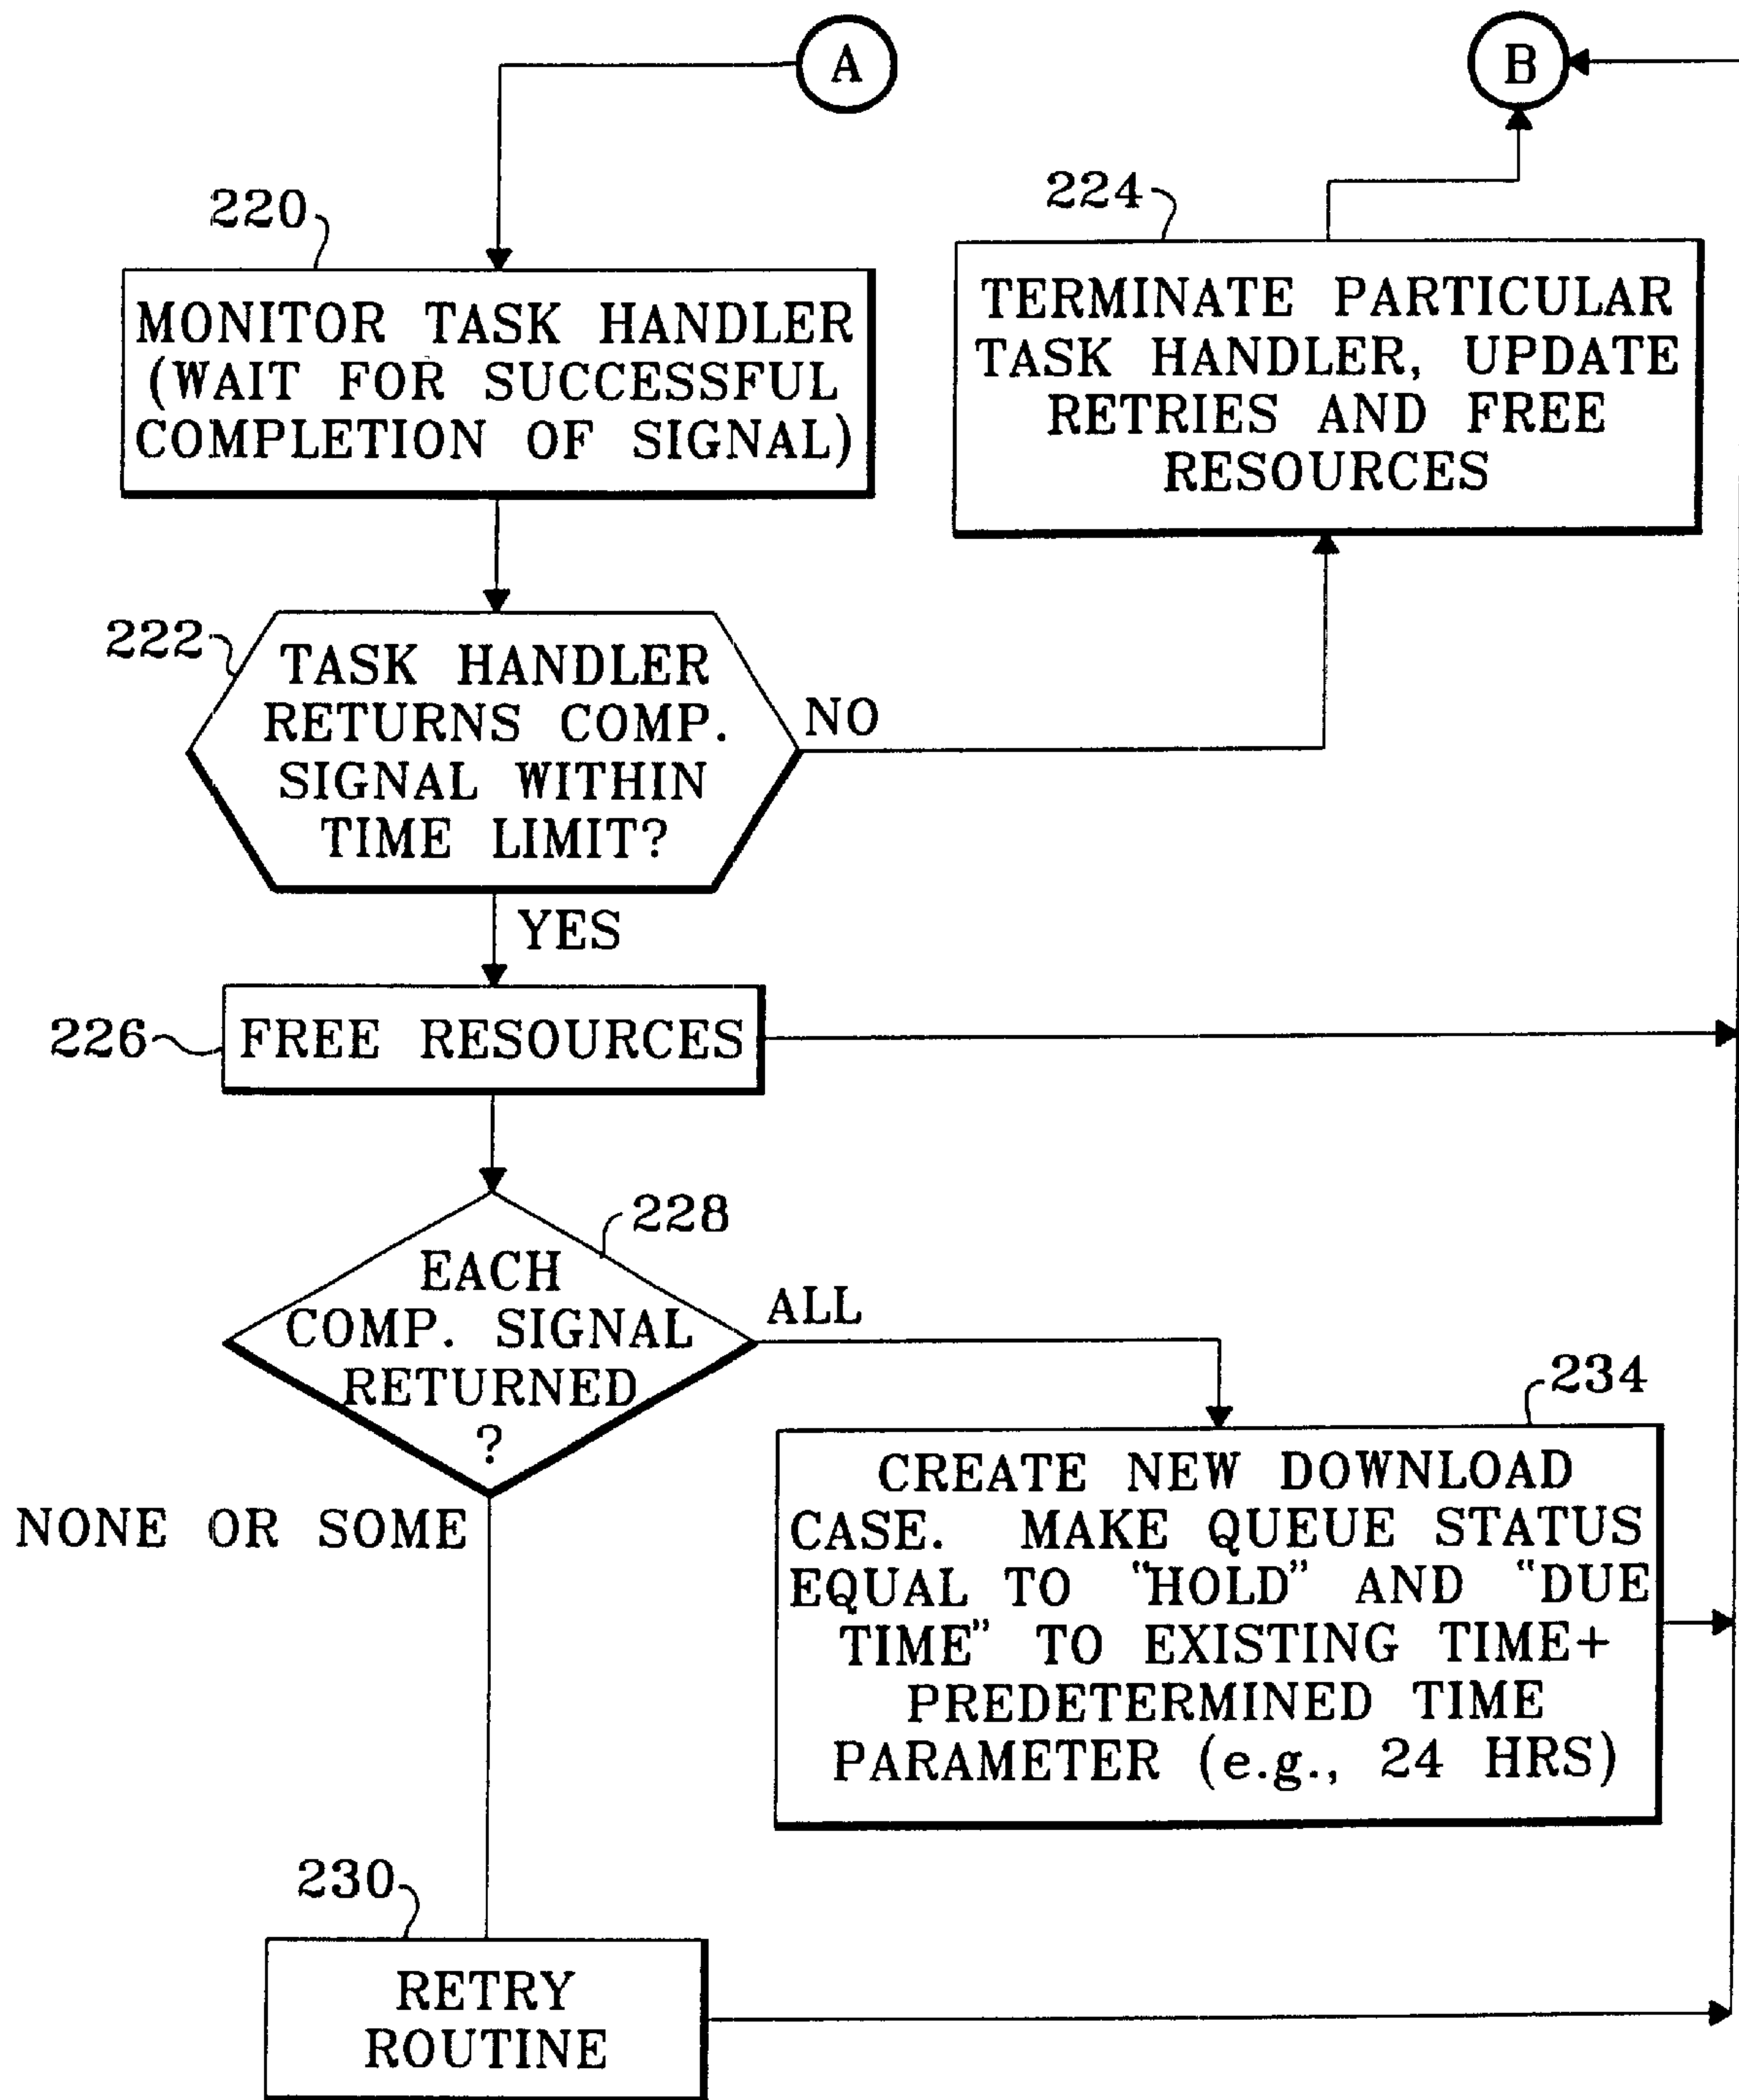 A
B
220
MONITOR TASK HANDLER
(WAIT FOR SUCCESSFUL
COMPLETION OF SIGNAL)
224
TERMINATE PARTICULAR
TASK HANDLER, UPDATE
RETRIES AND FREE
RESOURCES
222
TASK HANDLER
RETURNS COMP.
SIGNAL WITHIN
TIME LIMIT?
NO
YES
226
FREE RESOURCES
228
EACH
COMP. SIGNAL
RETURNED
?
ALL
NONE OR SOME
234
CREATE NEW DOWNLOAD
CASE. MAKE QUEUE STATUS
EQUAL TO "HOLD" AND "DUE
TIME" TO EXISTING TIME+
PREDETERMINED TIME
PARAMETER (e.g., 24 HRS)
230
RETRY
ROUTINE